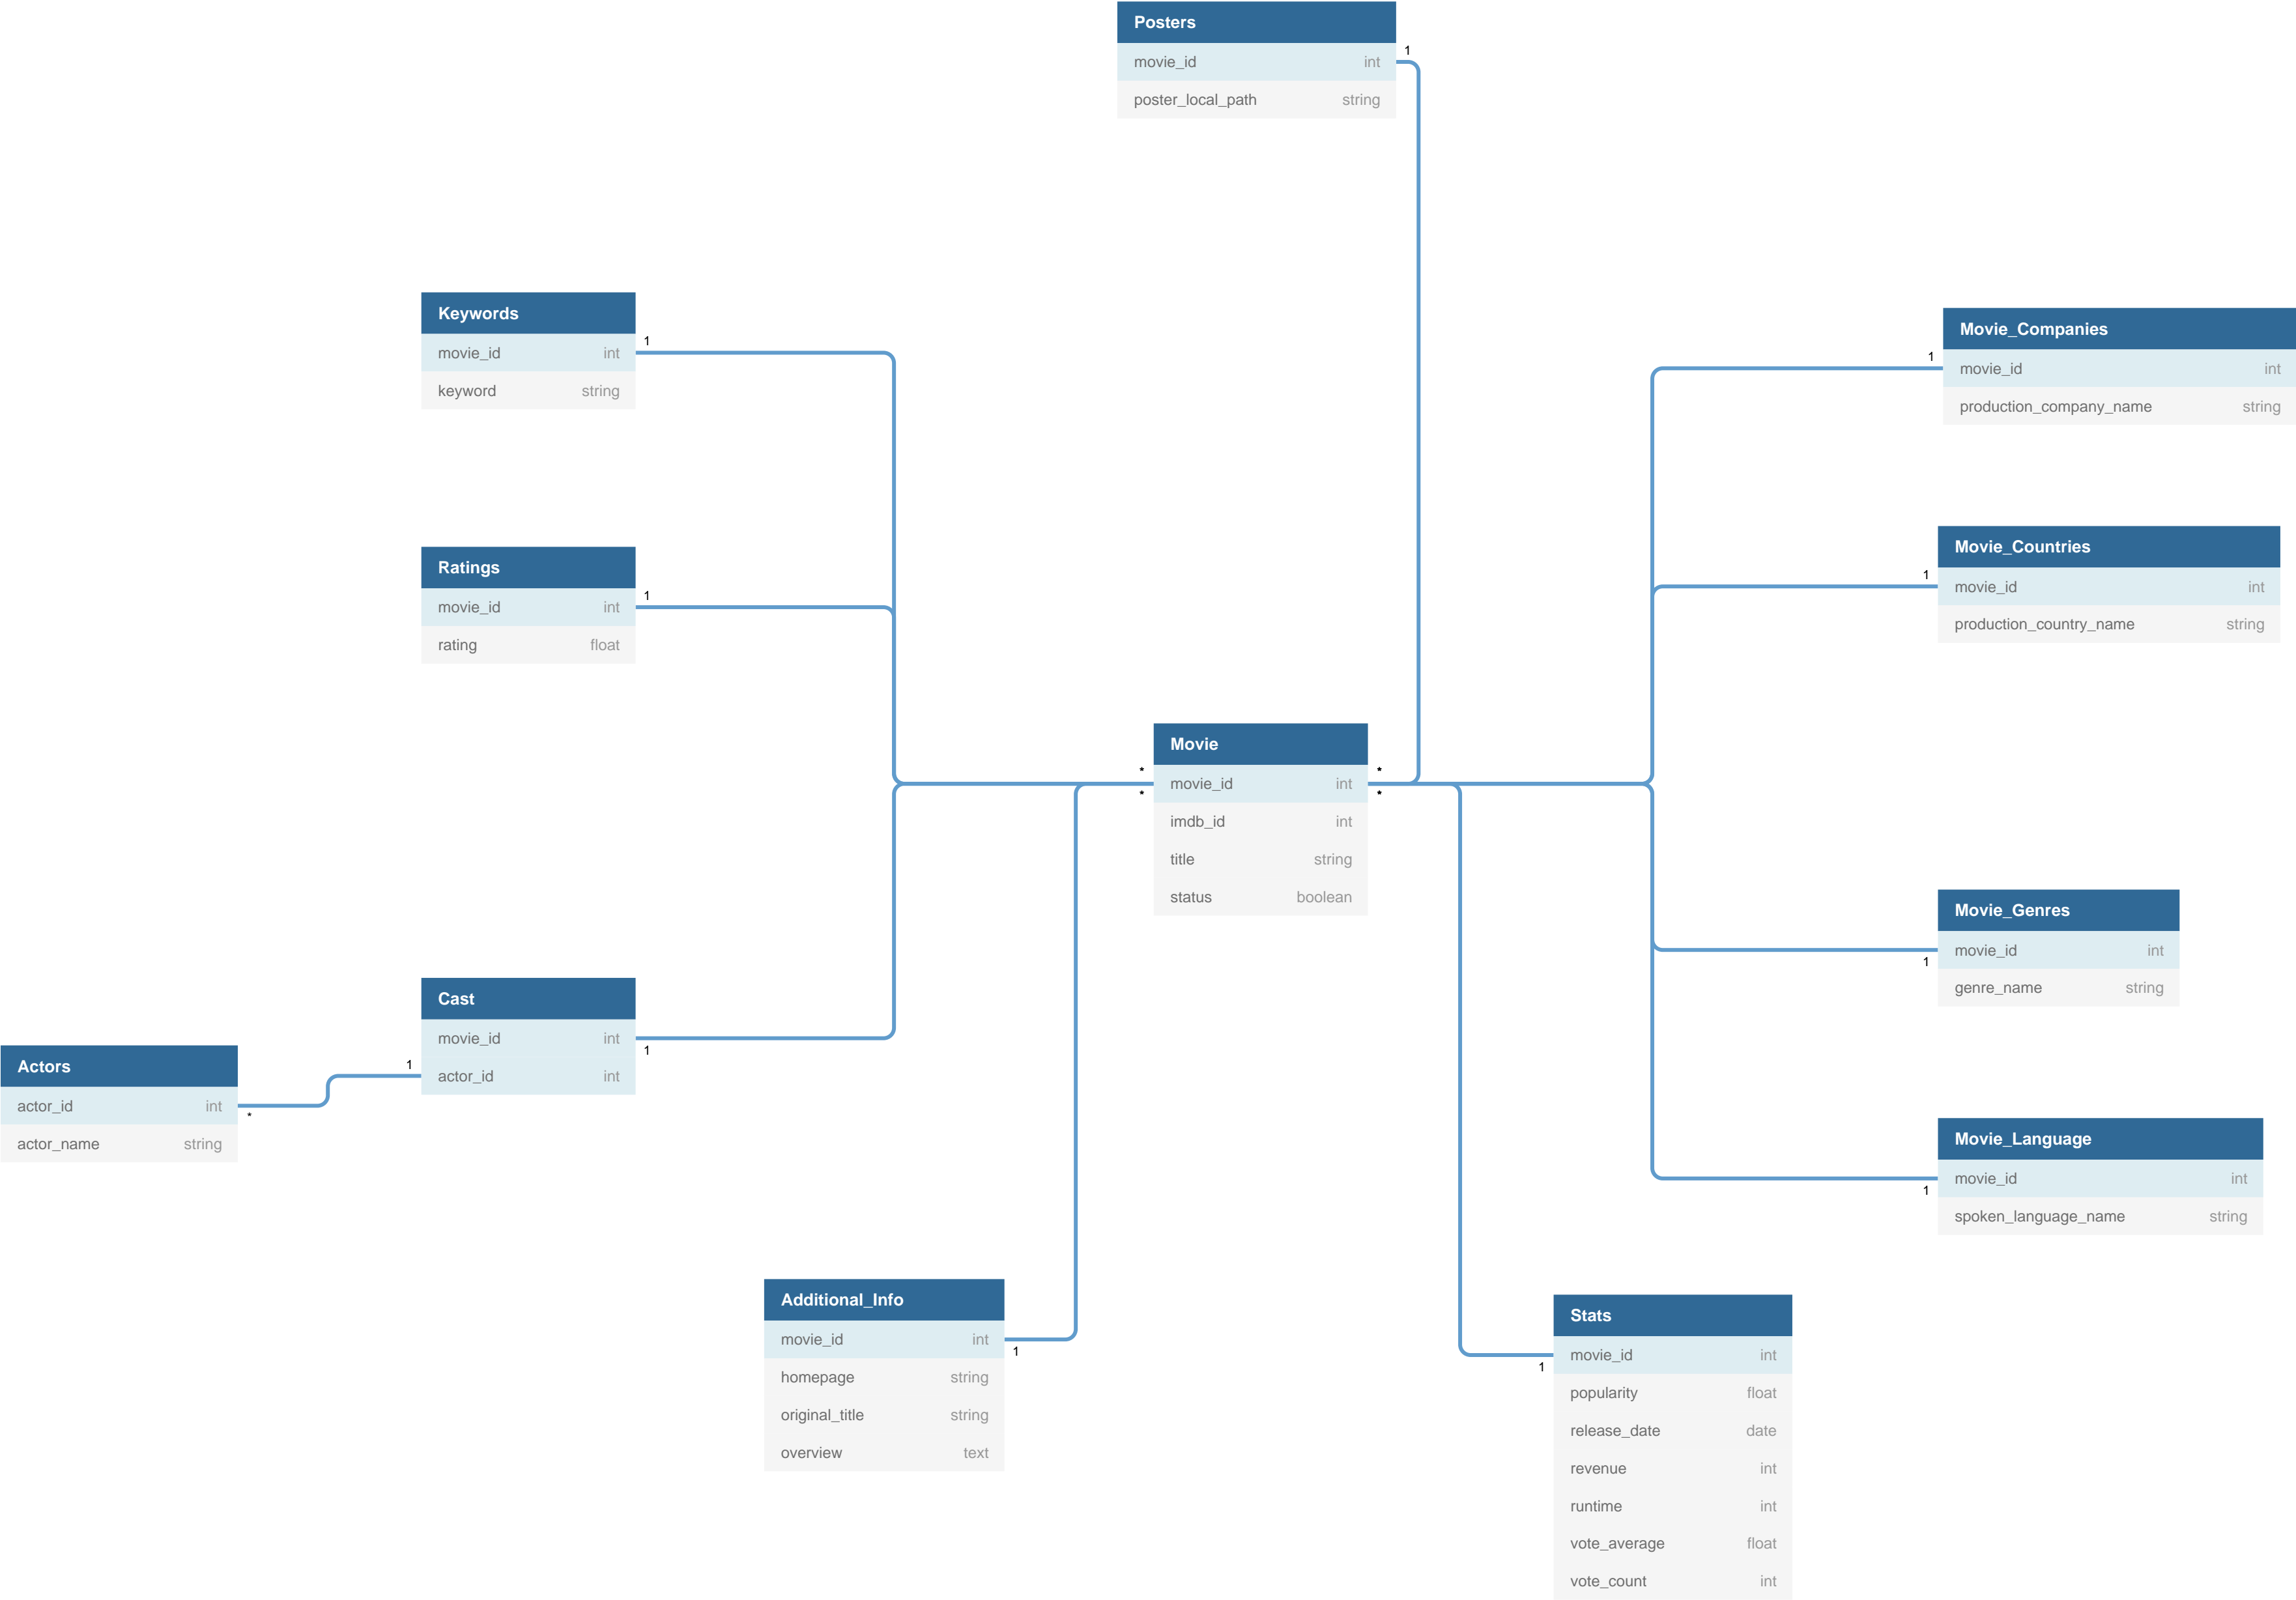 Posters
movie_id int
poster_local_path string
1
Keywords
movie_id int
keyword string
1
Movie_Companies
movie_id int
production_company_name string
1
Ratings
movie_id int
rating float
1
Movie_Countries
movie_id int
production_country_name string
1
Movie
movie_id int
imdb_id int
title string
status boolean
* *
* *
Movie_Genres
movie_id int
genre_name string
1
Cast
movie_id int
actor_id int
1
1
Actors
actor_id int
actor_name string
*
Movie_Language
movie_id int
spoken_language_name string
1
Additional_Info
movie_id int
homepage string
original_title string
overview text
1
Stats
movie_id int
popularity float
release_date date
revenue int
runtime int
vote_average float
vote_count int
1